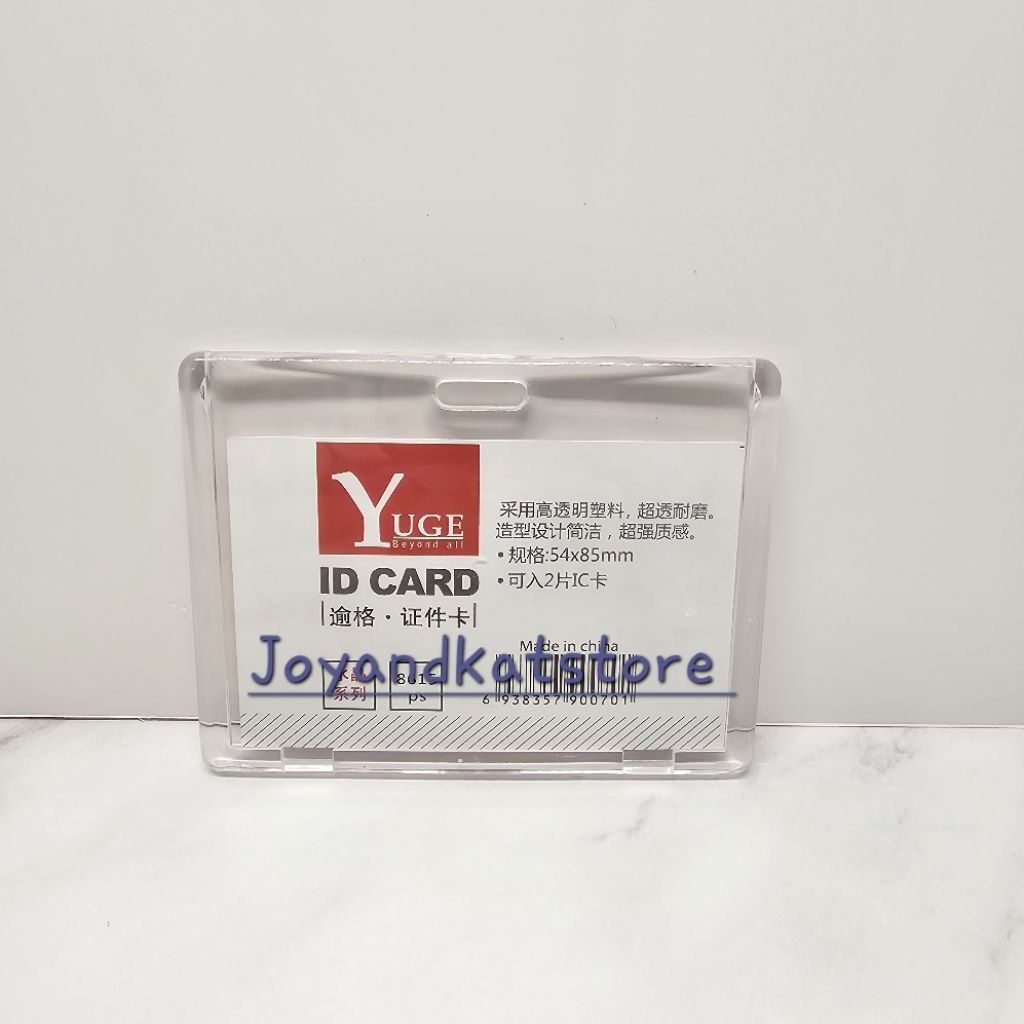 YUGE
Beyond all
ID CARD
逾格·证件卡
采用高透明塑料，超透耐磨。
造型设计简洁，超强质感。
•规格:54x85mm
•可入2片IC卡
Made in china
Joyandkatstore
水晶
系列
ps
6 938357 900701